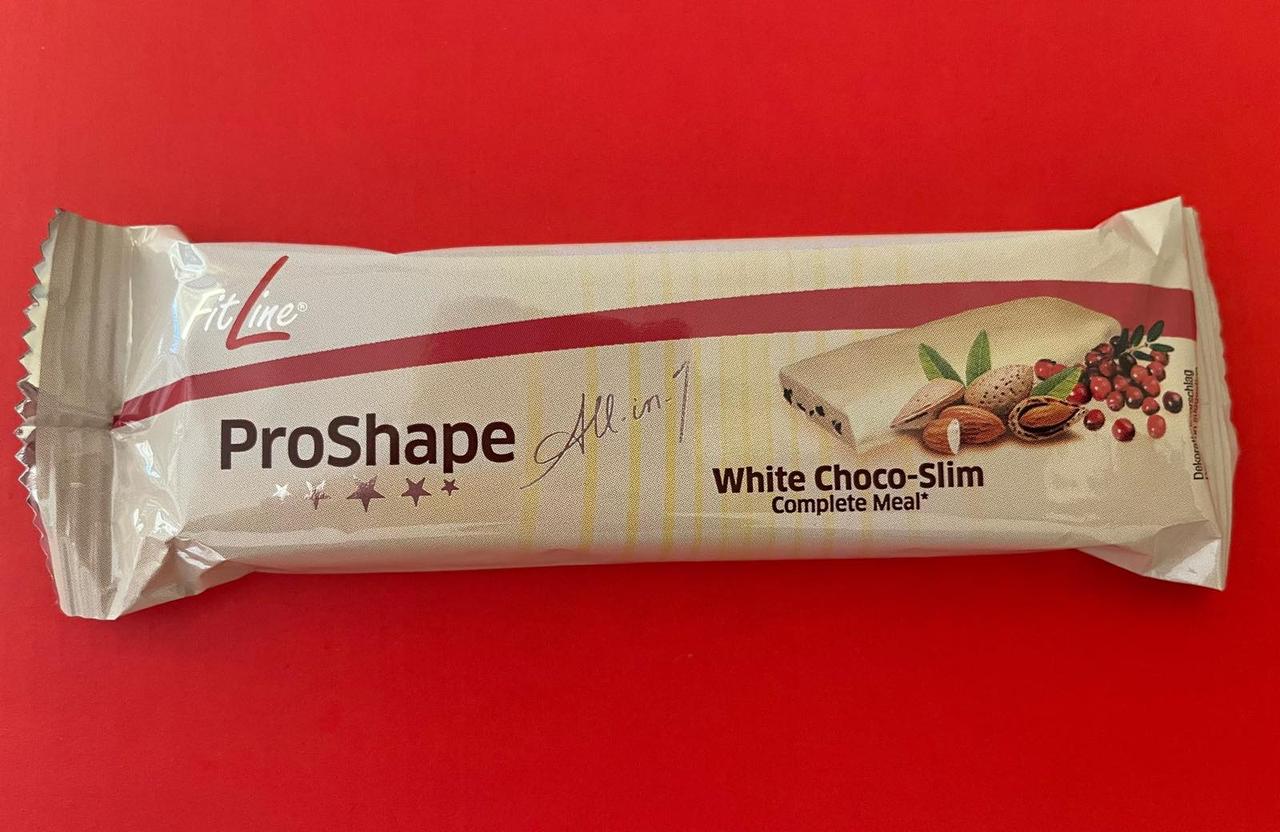 FitLine®
ProShape All-in-1
White Choco-Slim
Complete Meal*